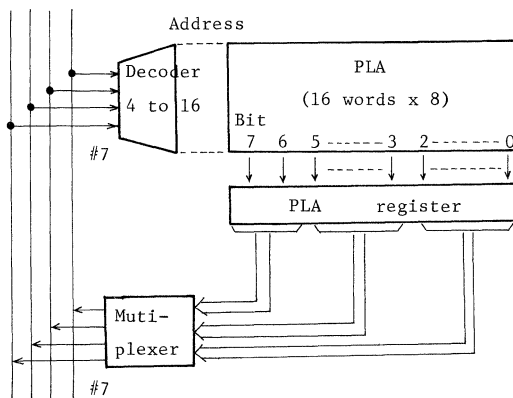 Address
Decoder
4 to 16
#7
PLA
(16 words x 8)
Bit
7 6 5 ------- 3 2 -------- 0
PLA register
Muti-
plexer
#7